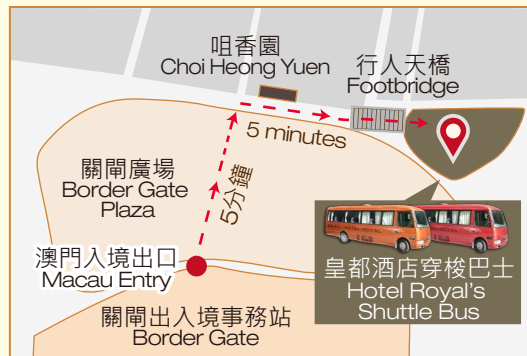 咀香園
Choi Heong Yuen
行人天橋
Footbridge
5 minutes
5分鐘
關閘廣場
Border Gate
Plaza
澳門入境出口
Macau Entry
皇都酒店穿梭巴士
Hotel Royal's
Shuttle Bus
關閘出入境事務站
Border Gate